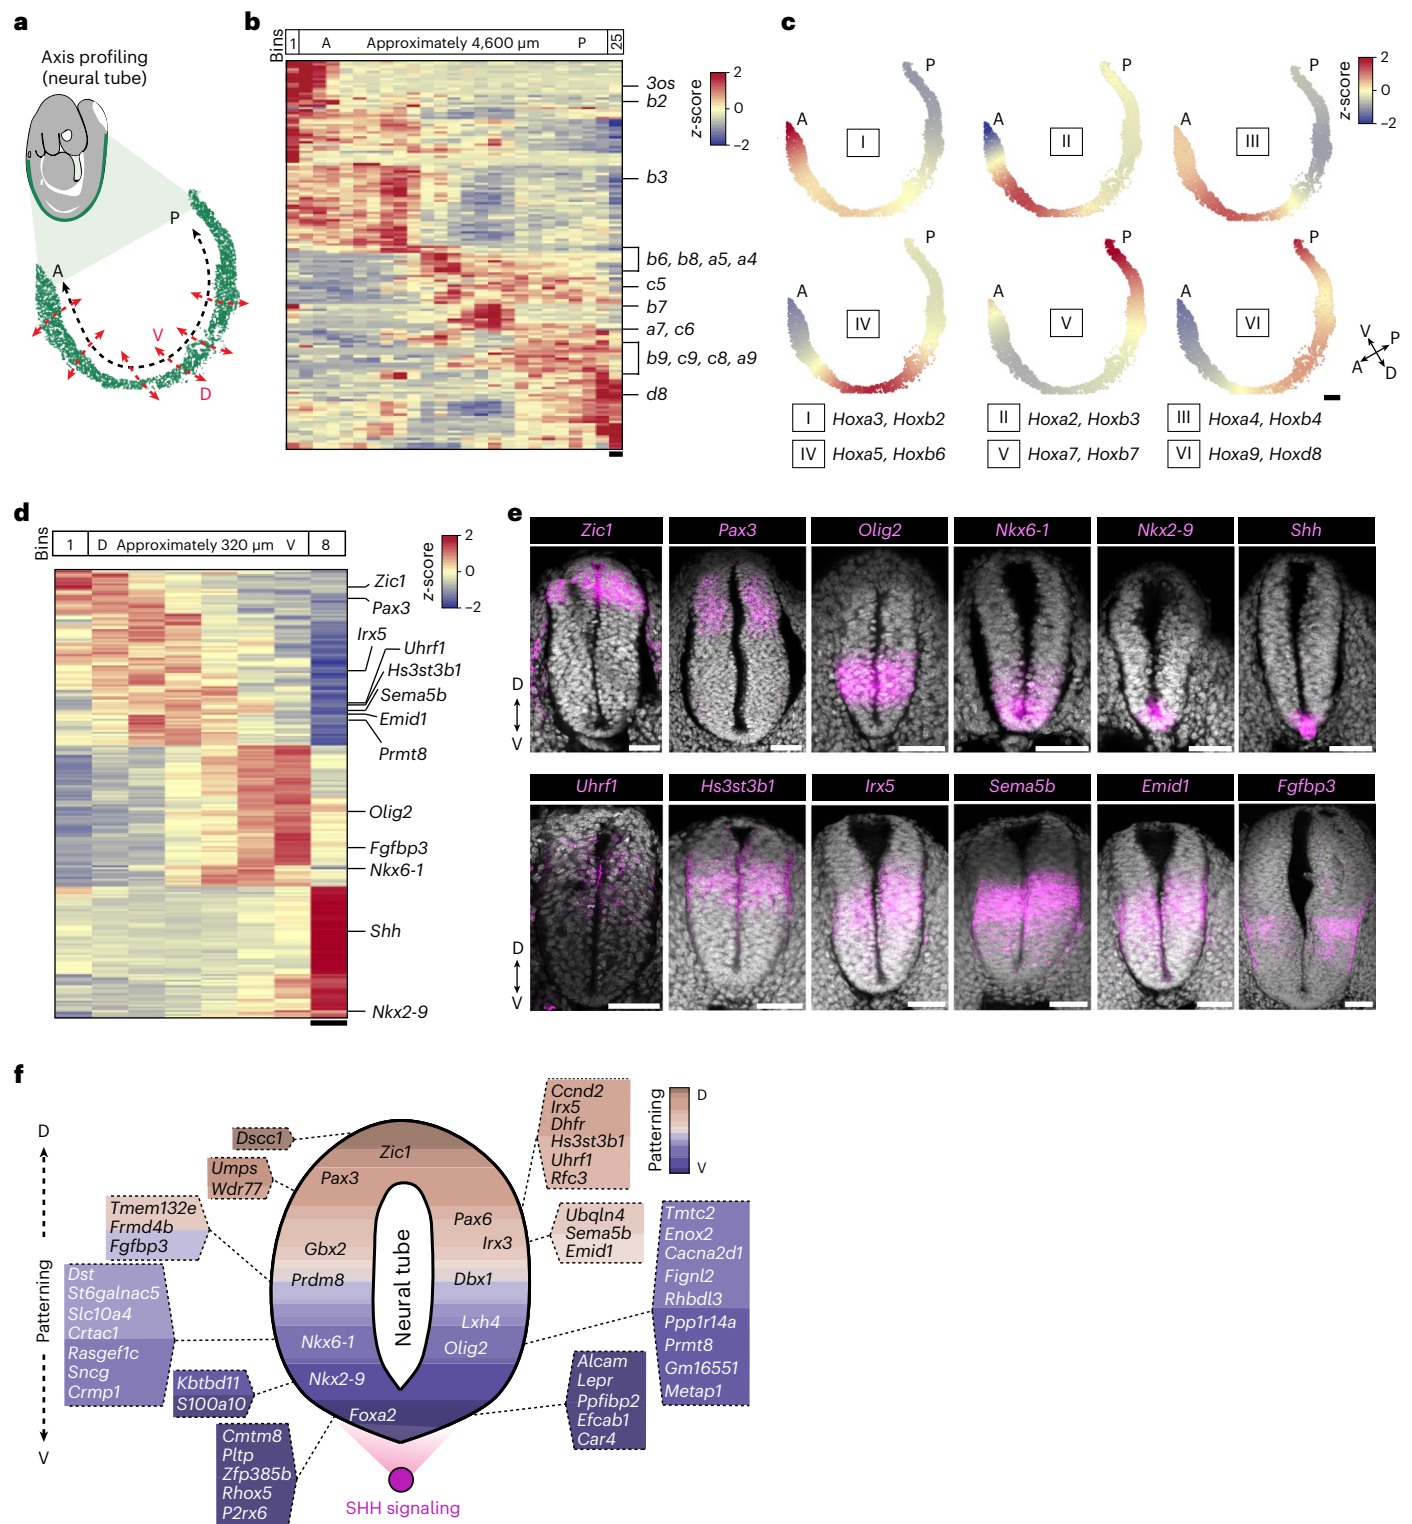 a
Axis profiling
(neural tube)
P
A
V
D
b
Bins
1 A Approximately 4,600 µm P 25
3os
b2
b3
b6, b8, a5, a4
c5
b7
a7, c6
b9, c9, c8, a9
d8
z-score
2
0
−2
c
P
A
I
P
A
II
P
A
III
z-score
2
0
−2
P
A
IV
P
A
V
P
A
VI
V
P
A
D
I Hoxa3, Hoxb2
II Hoxa2, Hoxb3
III Hoxa4, Hoxb4
IV Hoxa5, Hoxb6
V Hoxa7, Hoxb7
VI Hoxa9, Hoxd8
d
Bins
1 D Approximately 320 µm V 8
z-score
2
0
−2
Zic1
Pax3
Irx5
Uhrf1
Hs3st3b1
Sema5b
Emid1
Prmt8
Olig2
Fgfbp3
Nkx6-1
Shh
Nkx2-9
e
Zic1 Pax3 Olig2 Nkx6-1 Nkx2-9 Shh
D
V
Uhrf1 Hs3st3b1 Irx5 Sema5b Emid1 Fgfbp3
D
V
f
D
Patterning
V
Dscc1
Umps
Wdr77
Tmem132e
Frmd4b
Fgfbp3
Dst
St6galnac5
Slc10a4
Crtac1
Rasgef1c
Sncg
Crmp1
Kbtbd11
S100a10
Cmtm8
Pltp
Zfp385b
Rhox5
P2rx6
Zic1
Pax3
Pax6
Irx3
Gbx2
Prdm8
Dbx1
Lxh4
Nkx6-1
Olig2
Nkx2-9
Foxa2
Neural tube
SHH signaling
Ccnd2
Irx5
Dhfr
Hs3st3b1
Uhrf1
Rfc3
Patterning
D
V
Ubqln4
Sema5b
Emid1
Tmtc2
Enox2
Cacna2d1
Fignl2
Rhbdl3
Ppp1r14a
Prmt8
Gm16551
Metap1
Alcam
Lepr
Ppfibp2
Efcab1
Car4